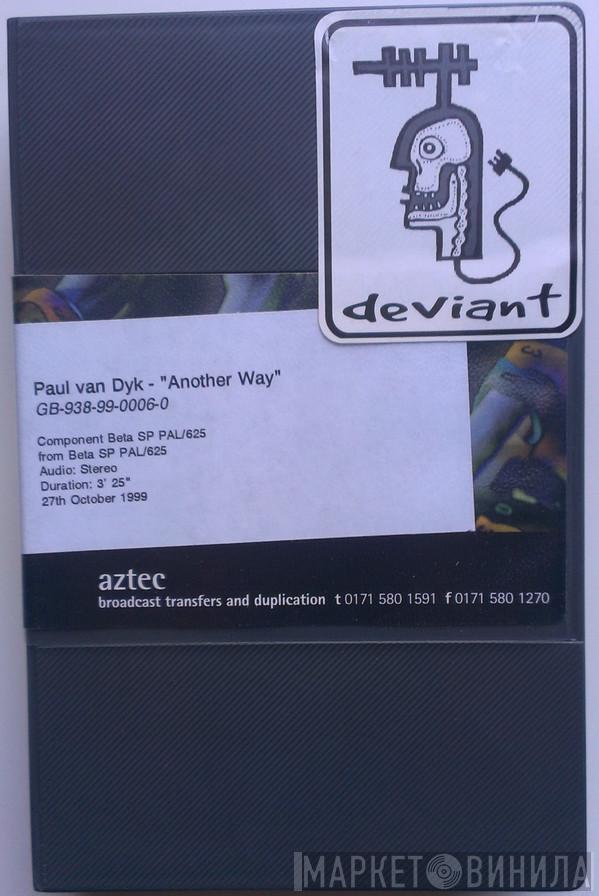 deviant
Paul van Dyk - "Another Way"
GB-938-99-0006-0
Component Beta SP PAL/625
from Beta SP PAL/625
Audio: Stereo
Duration: 3' 25"
27th October 1999
aztec
broadcast transfers and duplication t 0171 580 1591 f 0171 580 1270
МАРКЕТ ВИНИЛА